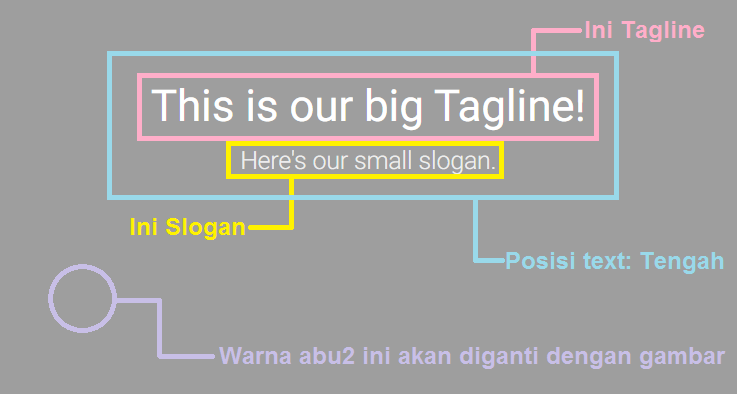 Ini Tagline
This is our big Tagline!
Here's our small slogan.
Ini Slogan
Posisi text: Tengah
Warna abu2 ini akan diganti dengan gambar